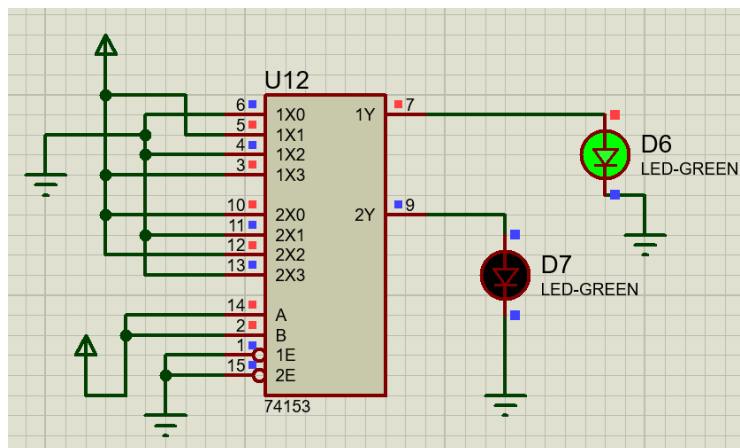 U12
6 1X0 1Y 7
5 1X1
4 1X2
3 1X3
10 2X0 2Y 9
11 2X1
12 2X2
13 2X3
14 A
2 B
1 1E
15 2E
74153
D6
LED-GREEN
D7
LED-GREEN